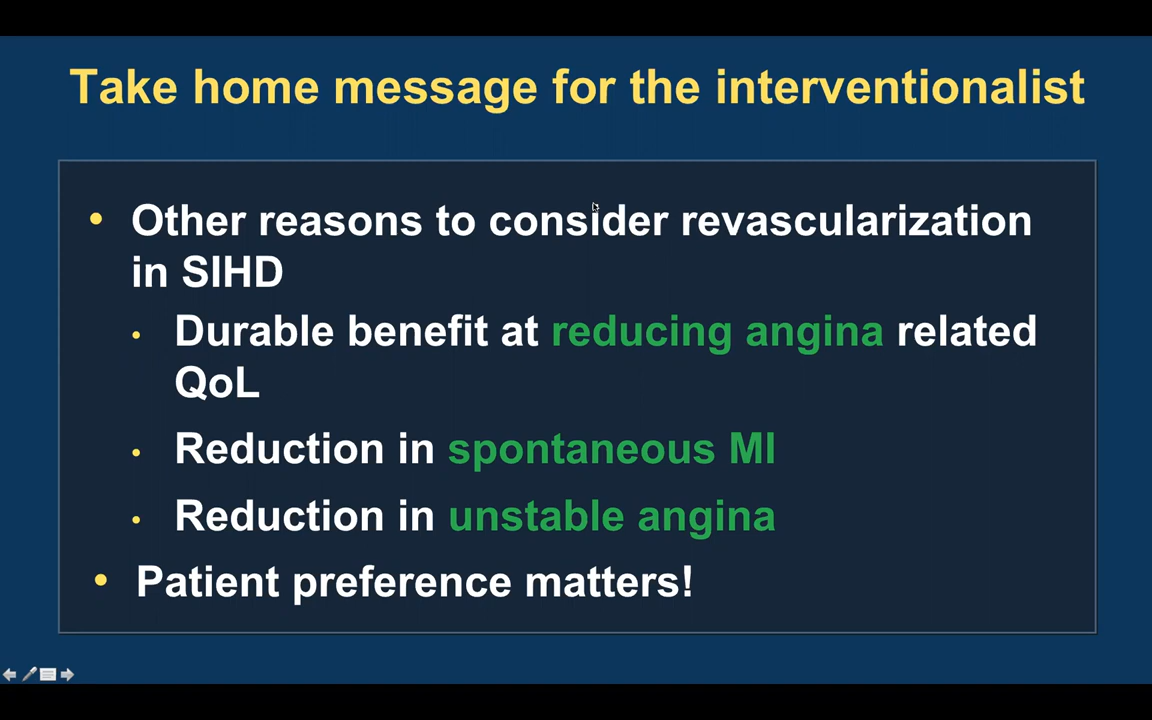 Take home message for the interventionalist
• Other reasons to consider revascularization
in SIHD
• Durable benefit at reducing angina related
QoL
• Reduction in spontaneous MI
• Reduction in unstable angina
• Patient preference matters!